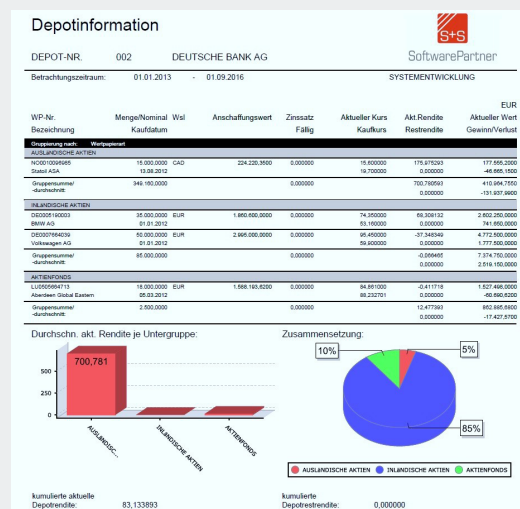 Depotinformation
S+S
SoftwarePartner
DEPOT-NR. 002 DEUTSCHE BANK AG
Betrachtungszeitraum: 01.01.2013 - 01.09.2016 SYSTEMENTWICKLUNG
EUR
WP-Nr. Menge/Nominal Wsl Anschaffungswert Zinssatz Aktueller Kurs Akt.Rendite Aktueller Wert
Bezeichnung Kaufdatum Fällig Kaufkurs Restrendite Gewinn/Verlust
Gruppierung nach: Wertpapierart
AUSLÄNDISCHE AKTIEN
NO0010096985 15.000,0000 CAD 224.220,3500 0,000000 15,600000 175,975293 177.555,2000
Statoil ASA 13.08.2012 19,700000 0,000000 -46.665,1500
Gruppensumme/ 349.160,0000 0,000000 700,780593 410.964,7550
-durchschnitt: 0,000000 -131.937,9900
INLÄNDISCHE AKTIEN
DE0005190003 35.000,0000 EUR 1.860.600,0000 0,000000 74,350000 69,309132 2.602.250,0000
BMW AG 01.01.2012 53,160000 0,000000 741.650,0000
DE0007664039 50.000,0000 EUR 2.995.000,0000 0,000000 95,450000 -37,348349 4.772.500,0000
Volkswagen AG 01.01.2012 59,900000 0,000000 1.777.500,0000
Gruppensumme/ 85.000,0000 0,000000 -0,066465 7.374.750,0000
-durchschnitt: 0,000000 2.519.150,0000
AKTIENFONDS
LU0505664713 18.000,0000 EUR 1.588.193,6200 0,000000 84,861000 -0,411718 1.527.498,0000
Aberdeen Global Eastern 05.03.2012 88,232701 0,000000 -60.690,6200
Gruppensumme/ 2.500,0000 0,000000 12,477393 862.895,6800
-durchschnitt: 0,000000 -17.427,5700
Durchschn. akt. Rendite je Untergruppe: Zusammensetzung:
700,781
500
250
0
AUSLÄNDISC...
INLÄNDISCHE AKTIEN
AKTIENFONDS
10%
5%
85%
AUSLÄNDISCHE AKTIEN INLÄNDISCHE AKTIEN AKTIENFONDS
kumulierte aktuelle kumulierte
Depotrendite: 83,133893 Depotrestrendite: 0,000000